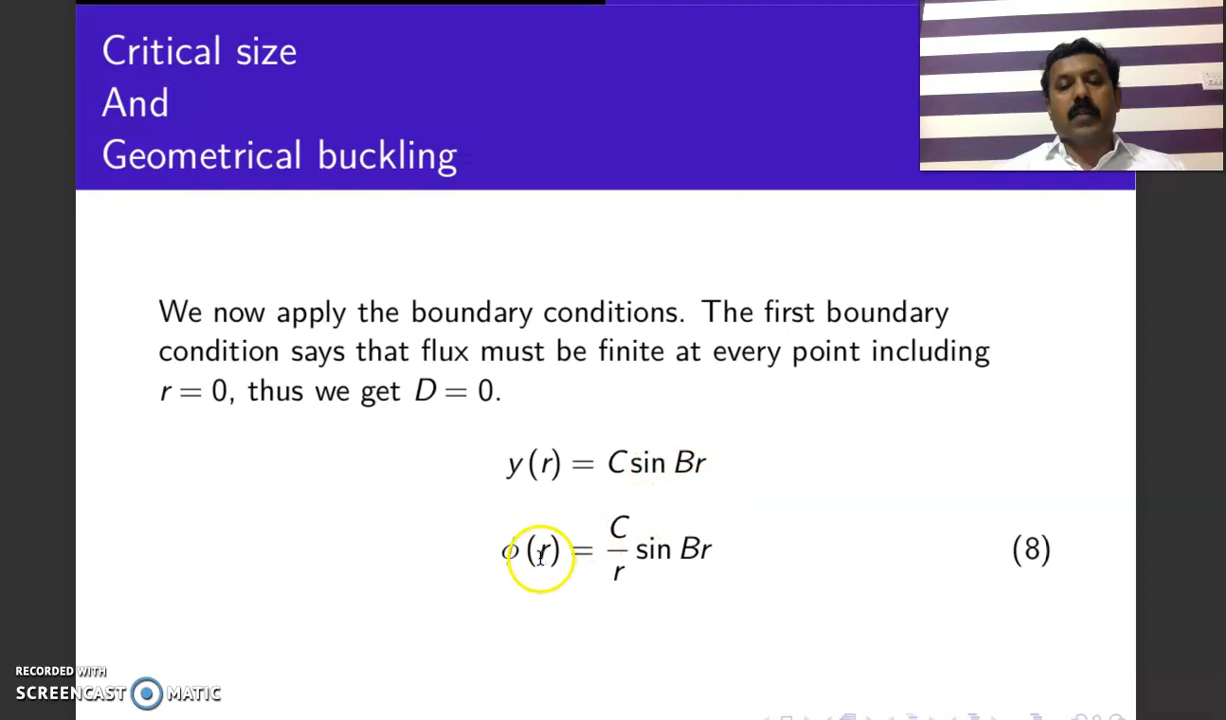 Critical size
And
Geometrical buckling
We now apply the boundary conditions. The first boundary
condition says that flux must be finite at every point including
r = 0, thus we get D = 0.
y(r) = C sin Br
ϕ(r) = C/r sin Br (8)
RECORDED WITH
SCREENCAST MATIC